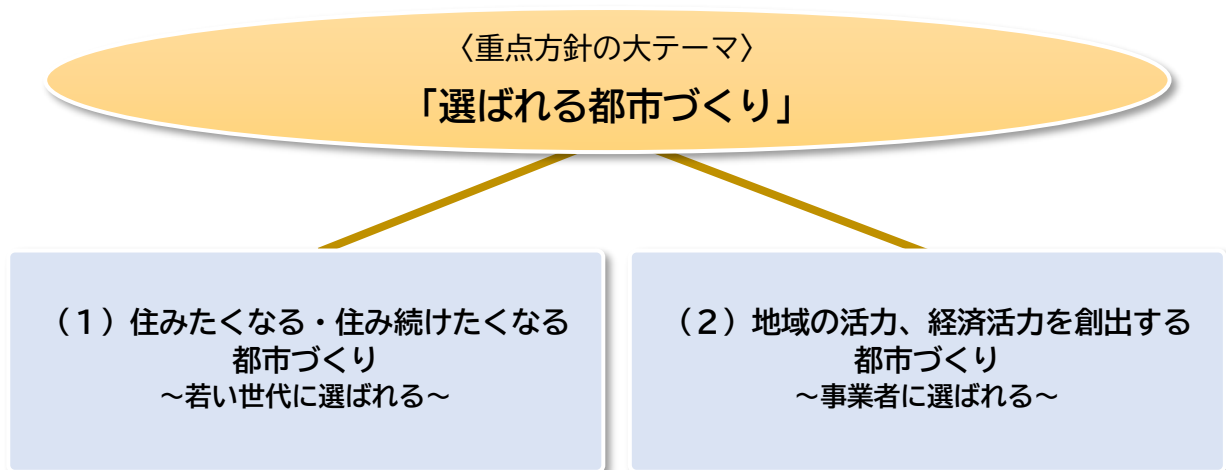 〈重点方針の大テーマ〉
「選ばれる都市づくり」
（１）住みたくなる・住み続けたくなる
都市づくり
～若い世代に選ばれる～
（２）地域の活力、経済活力を創出する
都市づくり
～事業者に選ばれる～